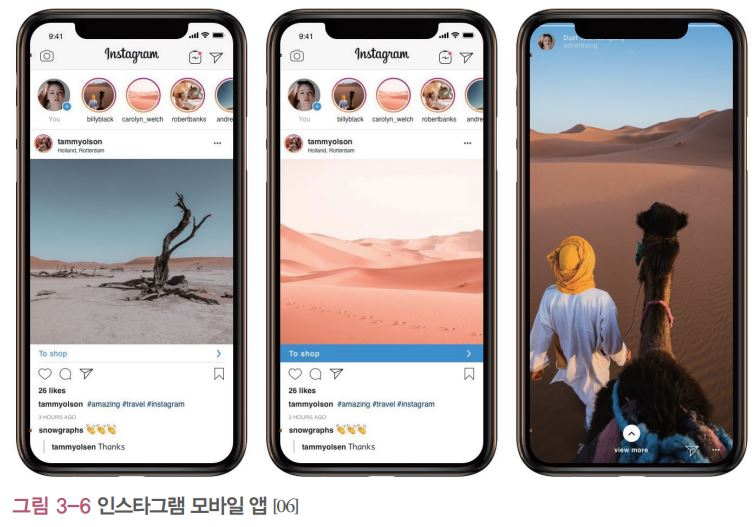 9:41
Instagram
You
billyblack
carolyn_welch
robertbanks
andre
tammyolson
Holland, Rotterdam
To shop
26 likes
tammyolson #amazing #travel #instagram
3 HOURS AGO
snowgraphs 👏👏👏
tammyolsen Thanks
9:41
Instagram
You
billyblack
carolyn_welch
robertbanks
andre
tammyolson
Holland, Rotterdam
To shop
26 likes
tammyolson #amazing #travel #instagram
3 HOURS AGO
snowgraphs 👏👏👏
tammyolsen Thanks
advertising
view more
그림 3-6 인스타그램 모바일 앱 [06]